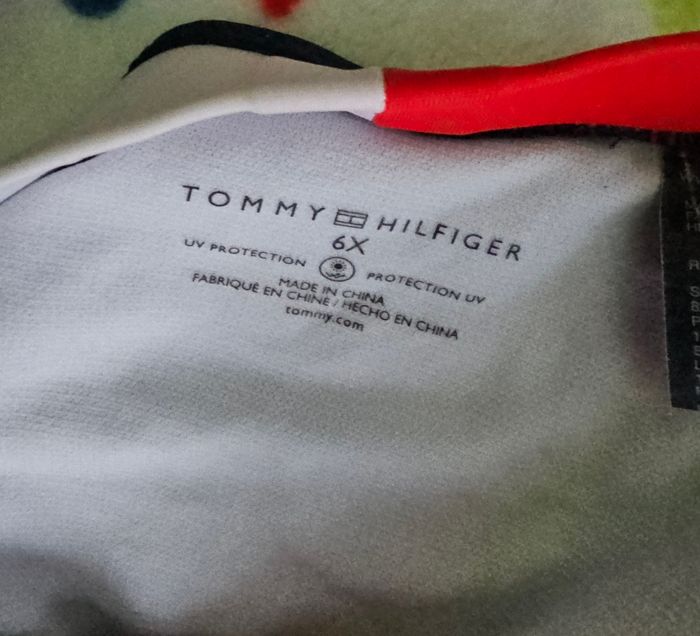 TOMMY HILFIGER
6X
UV PROTECTION PROTECTION UV
MADE IN CHINA
FABRIQUÉ EN CHINE / HECHO EN CHINA
tommy.com